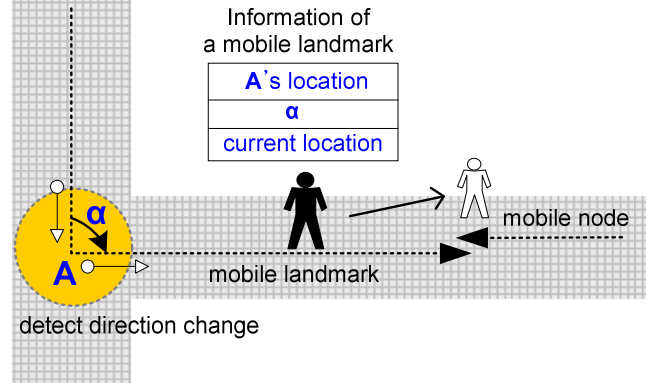 Information of
a mobile landmark
A's location
α
current location
α
mobile node
A
mobile landmark
detect direction change